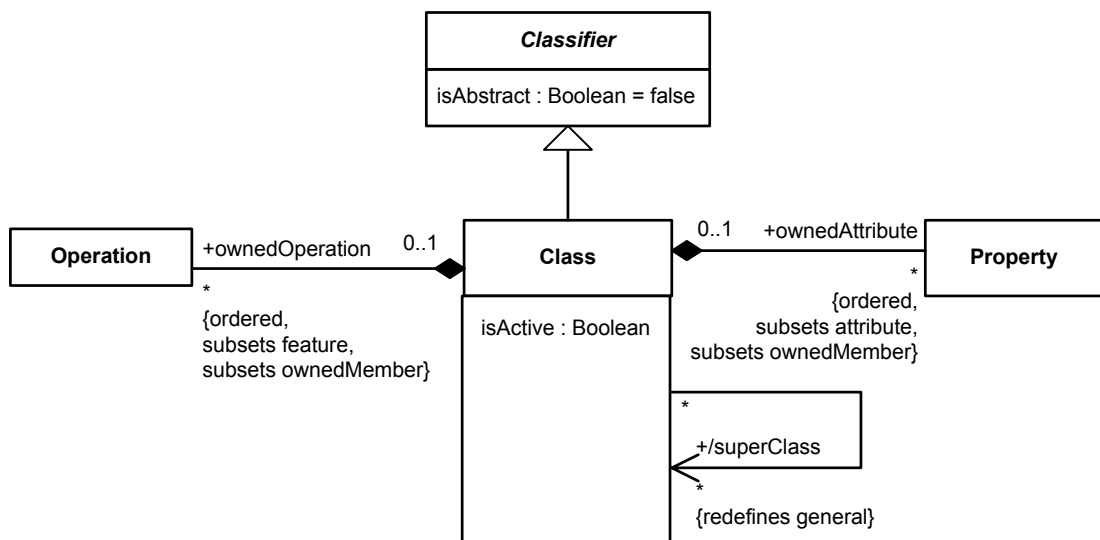 Classifier
isAbstract : Boolean = false
Operation
+ownedOperation
0..1
*
{ordered,
subsets feature,
subsets ownedMember}
Class
isActive : Boolean
0..1
+ownedAttribute
*
{ordered,
subsets attribute,
subsets ownedMember}
Property
*
+/superClass
*
{redefines general}